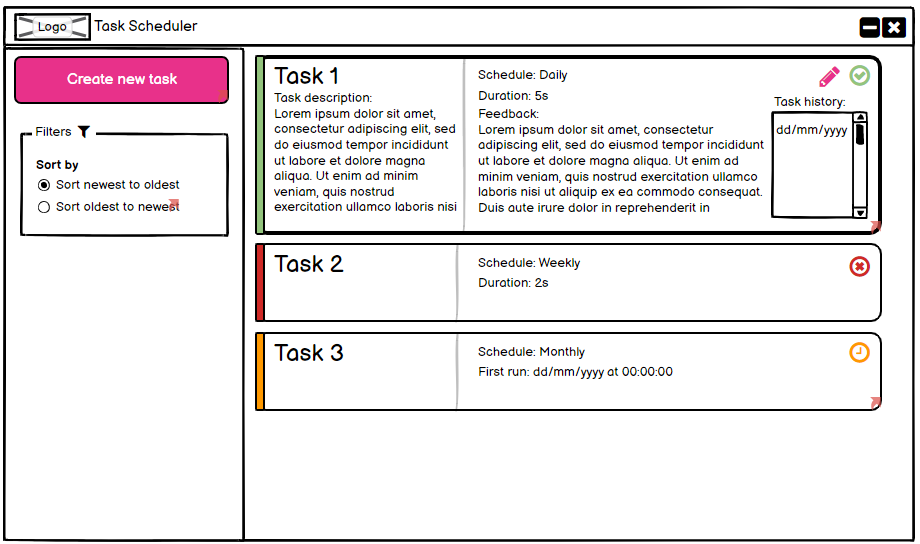 Logo
Task Scheduler
Create new task
Filters
Sort by
Sort newest to oldest
Sort oldest to newest
Task 1
Task description:
Lorem ipsum dolor sit amet,
consectetur adipiscing elit, sed
do eiusmod tempor incididunt
ut labore et dolore magna
aliqua. Ut enim ad minim
veniam, quis nostrud
exercitation ullamco laboris nisi
Schedule: Daily
Duration: 5s
Feedback:
Lorem ipsum dolor sit amet, consectetur
adipiscing elit, sed do eiusmod tempor incididunt
ut labore et dolore magna aliqua. Ut enim ad
minim veniam, quis nostrud exercitation ullamco
laboris nisi ut aliquip ex ea commodo consequat.
Duis aute irure dolor in reprehenderit in
Task history:
dd/mm/yyyy
Task 2
Schedule: Weekly
Duration: 2s
Task 3
Schedule: Monthly
First run: dd/mm/yyyy at 00:00:00